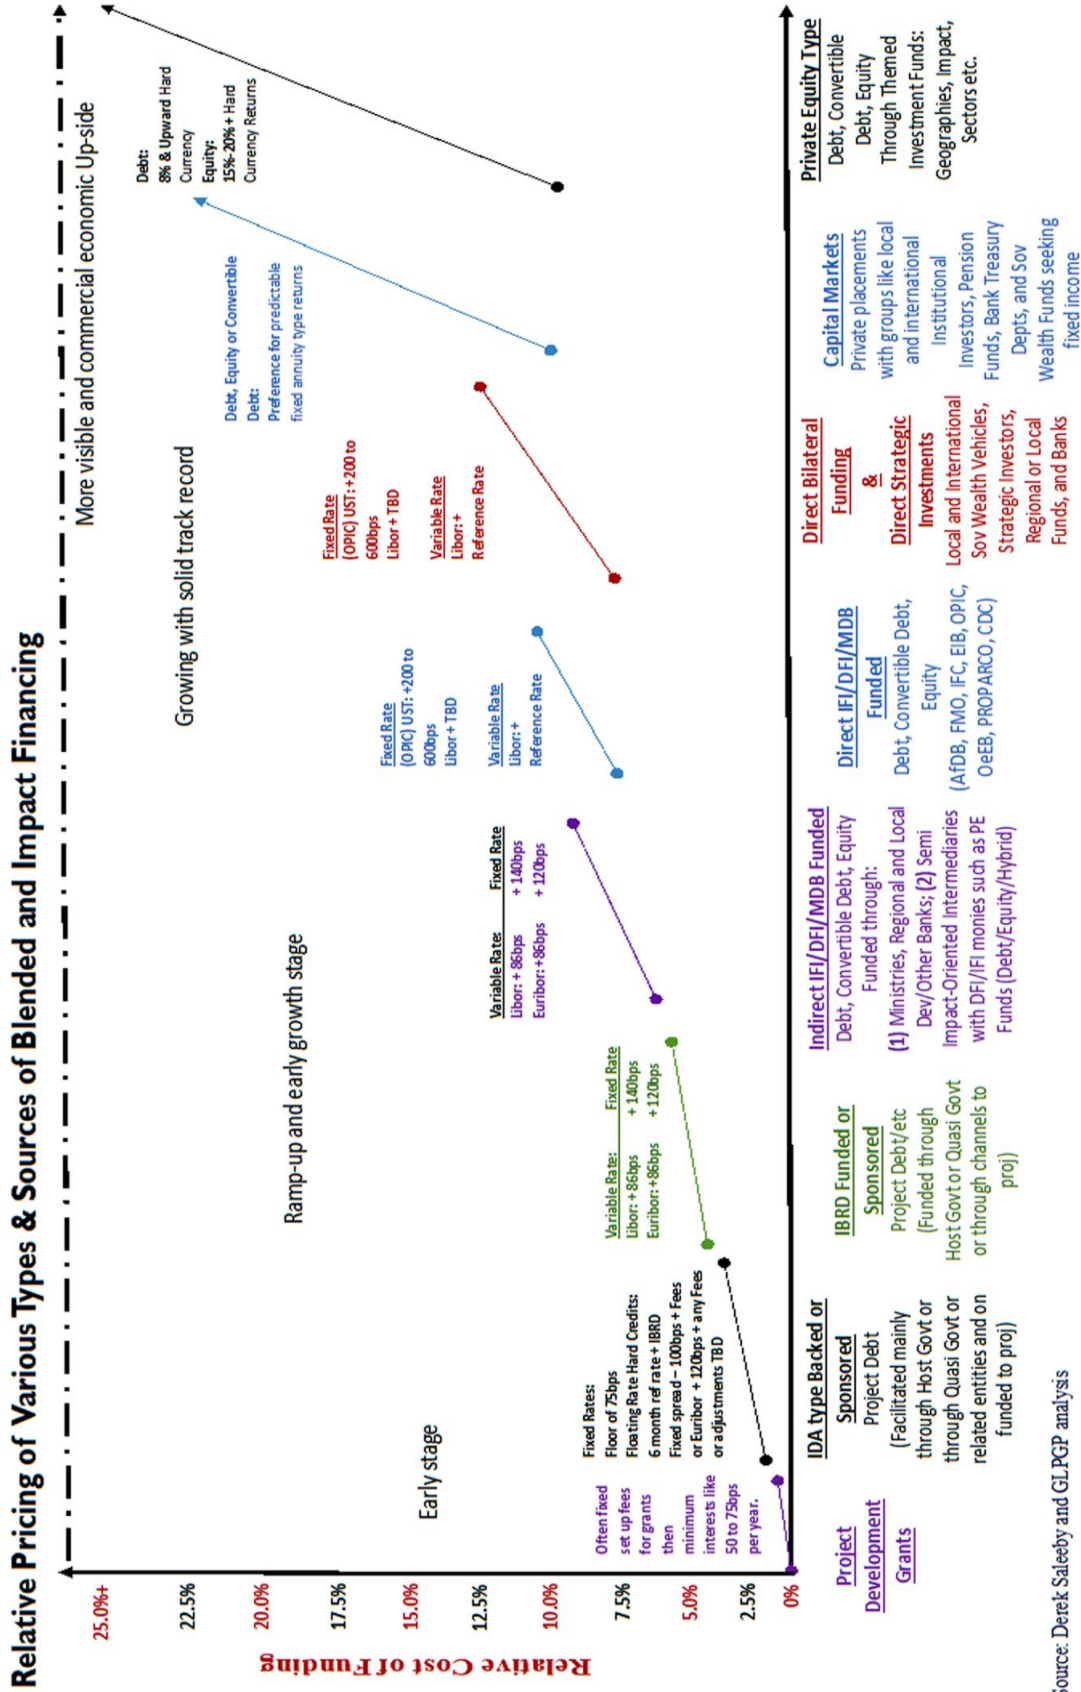 Relative Pricing of Various Types & Sources of Blended and Impact Financing
More visible and commercial economic Up-side
Growing with solid track record
Ramp-up and early growth stage
Early stage
Relative Cost of Funding
25.0%+
22.5%
20.0%
17.5%
15.0%
12.5%
10.0%
7.5%
5.0%
2.5%
0%
Often fixed
set up fees
for grants
then
minimum
interests like
50 to 75bps
per year.
Fixed Rates:
Floor of 75bps
Floating Rate Hard Credits:
6 month ref rate + IBRD
Fixed spread – 100bps + Fees
or Euribor + 120bps + any Fees
or adjustments TBD
Variable Rate: Fixed Rate
Libor: + 86bps + 140bps
Euribor: +86bps + 120bps
Variable Rate: Fixed Rate
Libor: + 86bps + 140bps
Euribor: +86bps + 120bps
Fixed Rate
(OPIC) UST: +200 to
600bps
Libor + TBD
Variable Rate
Libor: +
Reference Rate
Fixed Rate
(OPIC) UST: +200 to
600bps
Libor + TBD
Variable Rate
Libor: +
Reference Rate
Debt, Equity or Convertible
Debt:
Preference for predictable
fixed annuity type returns
Debt:
8% & Upward Hard
Currency
Equity:
15%-20% + Hard
Currency Returns
Project
Development
Grants
IDA type Backed or
Sponsored
Project Debt
(Facilitated mainly
through Host Govt or
through Quasi Govt or
related entities and on
funded to proj)
IBRD Funded or
Sponsored
Project Debt/etc
(Funded through
Host Govt or Quasi Govt
or through channels to
proj)
Indirect IFI/DFI/MDB Funded
Debt, Convertible Debt, Equity
Funded through:
(1) Ministries, Regional and Local
Dev/Other Banks; (2) Semi
Impact-Oriented Intermediaries
with DFI/IFI monies such as PE
Funds (Debt/Equity/Hybrid)
Direct IFI/DFI/MDB
Funded
Debt, Convertible Debt,
Equity
(AfDB, FMO, IFC, EIB, OPIC,
OeEB, PROPARCO, CDC)
Direct Bilateral
Funding
&
Direct Strategic
Investments
Local and International
Sov Wealth Vehicles,
Strategic Investors,
Regional or Local
Funds, and Banks
Capital Markets
Private placements
with groups like local
and international
Institutional
Investors, Pension
Funds, Bank Treasury
Depts, and Sov
Wealth Funds seeking
fixed income
Private Equity Type
Debt, Convertible
Debt, Equity
Through Themed
Investment Funds:
Geographies, Impact,
Sectors etc.
Source: Derek Saleeby and GLPGP analysis